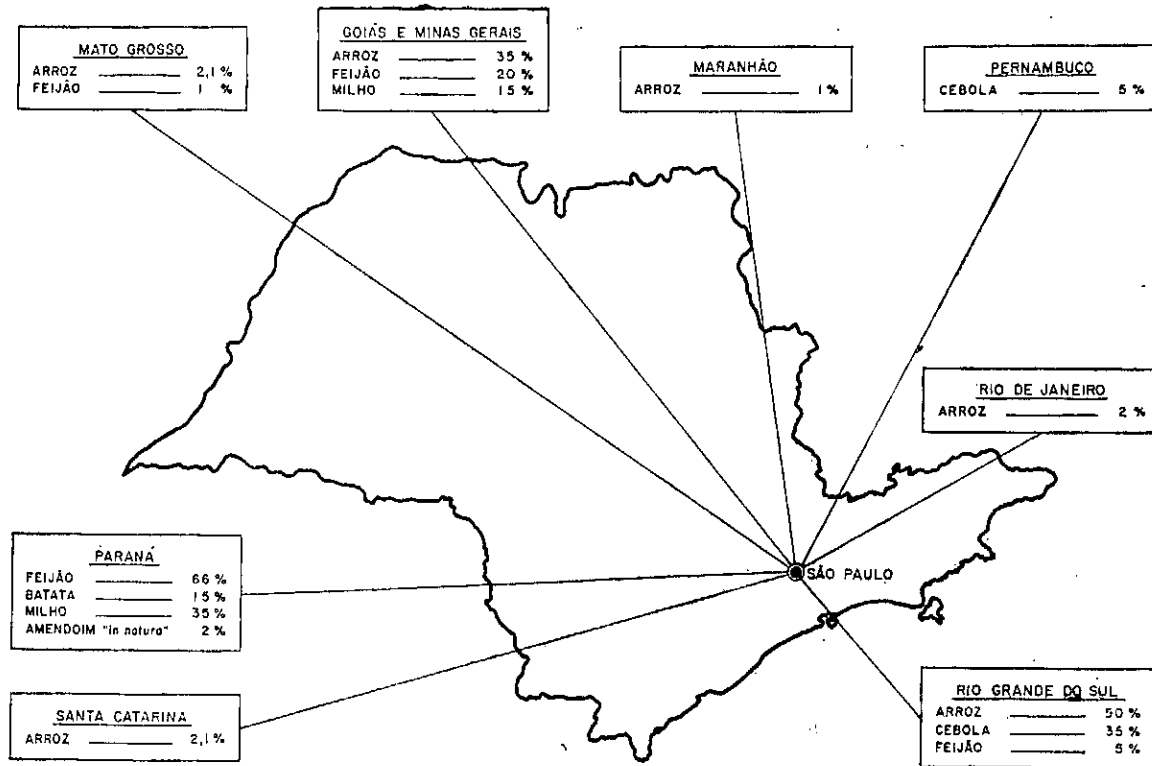 MATO GROSSO
ARROZ 2,1 %
FEIJÃO 1 %
GOIÁS E MINAS GERAIS
ARROZ 35 %
FEIJÃO 20 %
MILHO 15 %
MARANHÃO
ARROZ 1 %
PERNAMBUCO
CEBOLA 5 %
RIO DE JANEIRO
ARROZ 2 %
PARANÁ
FEIJÃO 66 %
BATATA 15 %
MILHO 35 %
AMENDOIM "in natura" 2 %
SÃO PAULO
SANTA CATARINA
ARROZ 2,1 %
RIO GRANDE DO SUL
ARROZ 50 %
CEBOLA 35 %
FEIJÃO 5 %